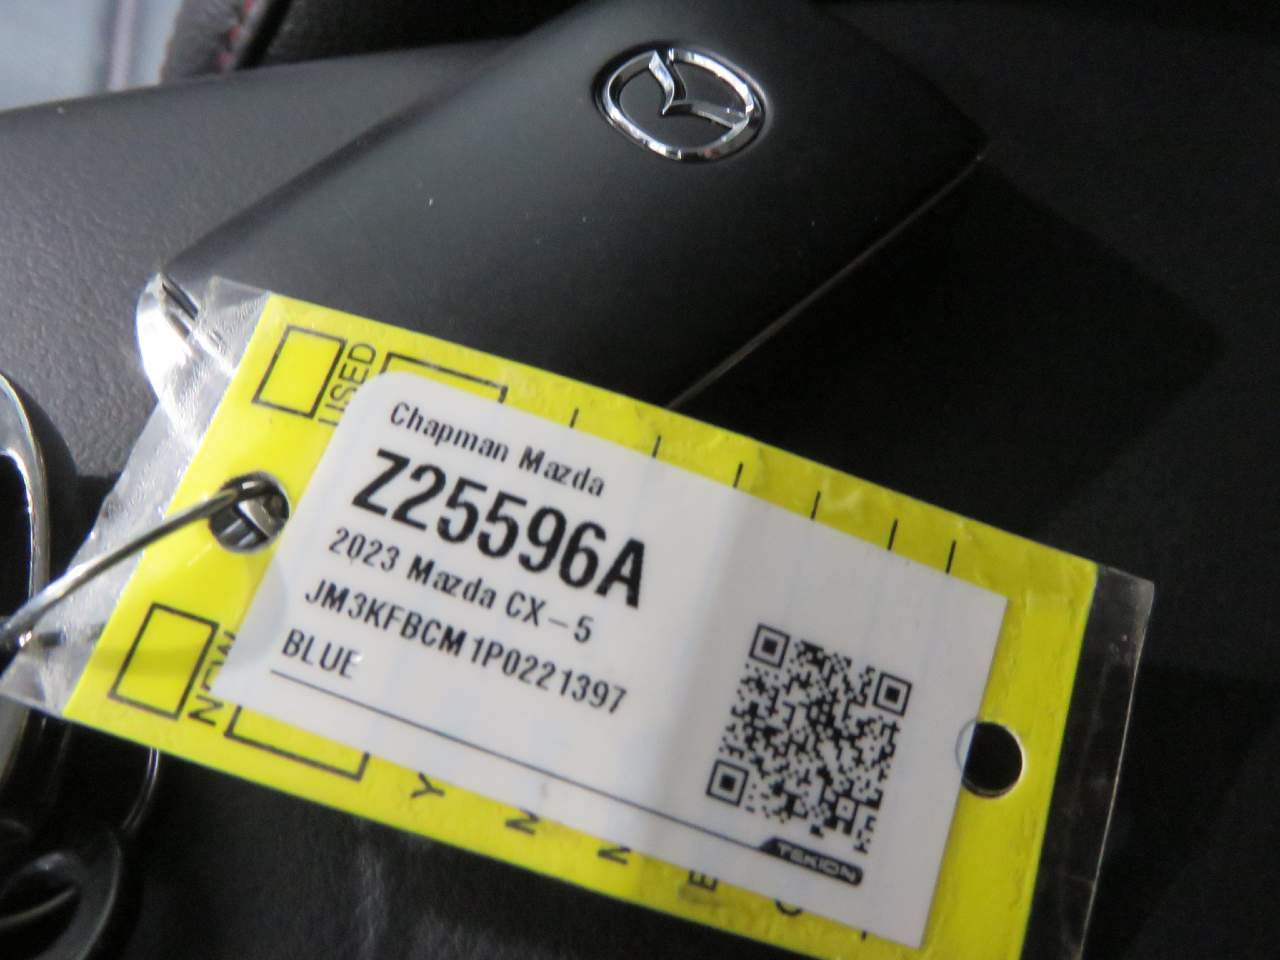 USED
Chapman Mazda
Z25596A
2023 Mazda CX-5
JM3KFBCM1P0221397
BLUE
NEW
TEKION
Y